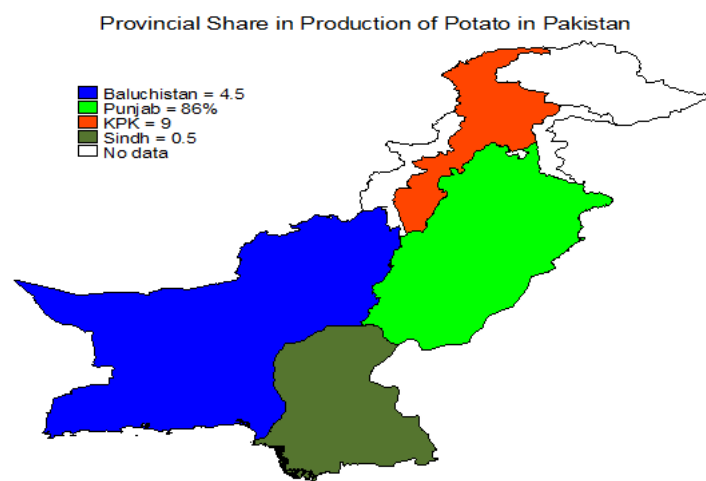 Provincial Share in Production of Potato in Pakistan
Baluchistan = 4.5
Punjab = 86%
KPK = 9
Sindh = 0.5
No data